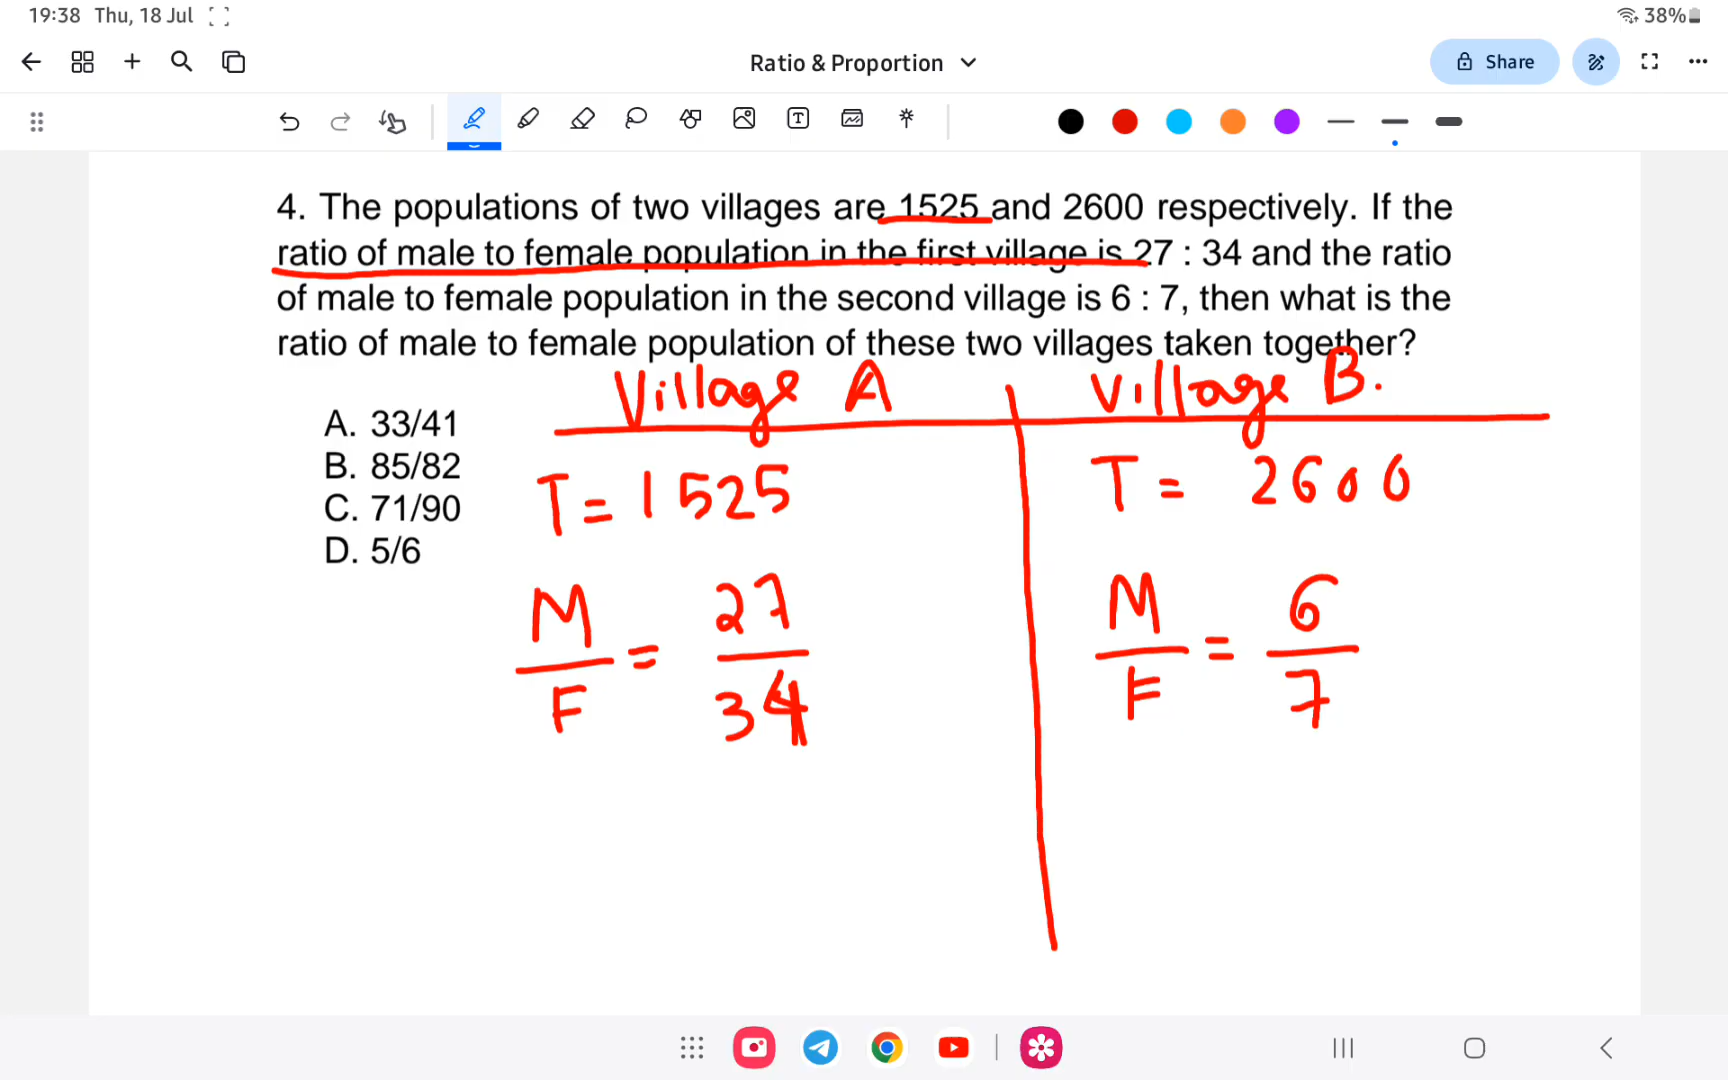 19:38 Thu, 18 Jul
38%
Ratio & Proportion
Share
4. The populations of two villages are 1525 and 2600 respectively. If the
ratio of male to female population in the first village is 27 : 34 and the ratio
of male to female population in the second village is 6 : 7, then what is the
ratio of male to female population of these two villages taken together?
Village A
Village B.
A. 33/41
B. 85/82
C. 71/90
D. 5/6
T = 1525
T = 2600
M/F = 27/34
M/F = 6/7